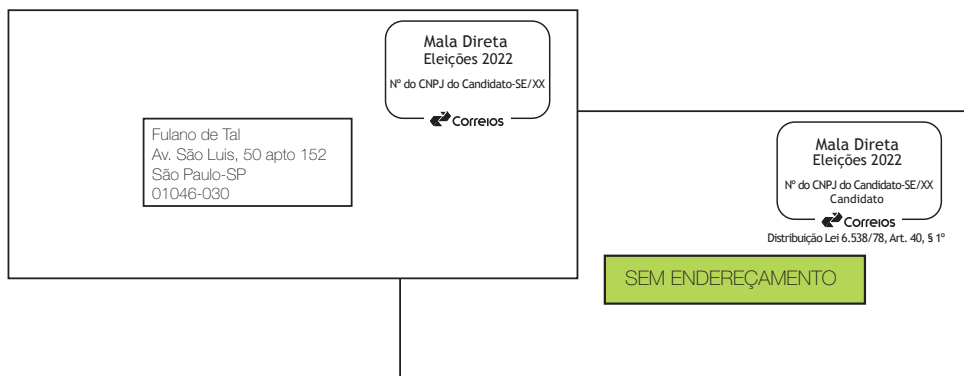 Mala Direta
Eleições 2022
Nº do CNPJ do Candidato-SE/XX
Correios
Fulano de Tal
Av. São Luis, 50 apto 152
São Paulo-SP
01046-030
Mala Direta
Eleições 2022
Nº do CNPJ do Candidato-SE/XX
Candidato
Correios
Distribuição Lei 6.538/78, Art. 40, § 1º
SEM ENDEREÇAMENTO